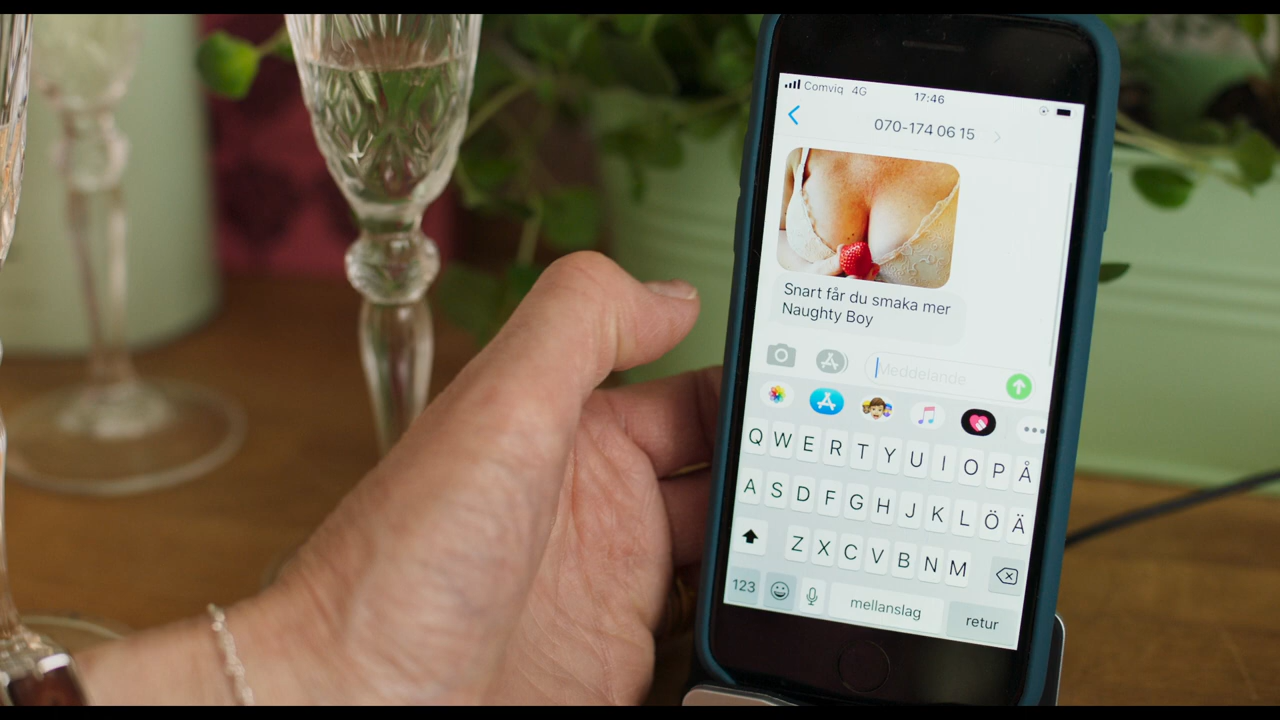 Comviq 4G 17:46
070-174 06 15
Snart får du smaka mer
Naughty Boy
Meddelande
Q W E R T Y U I O P Å
A S D F G H J K L Ö Ä
Z X C V B N M
123 mellanslag retur